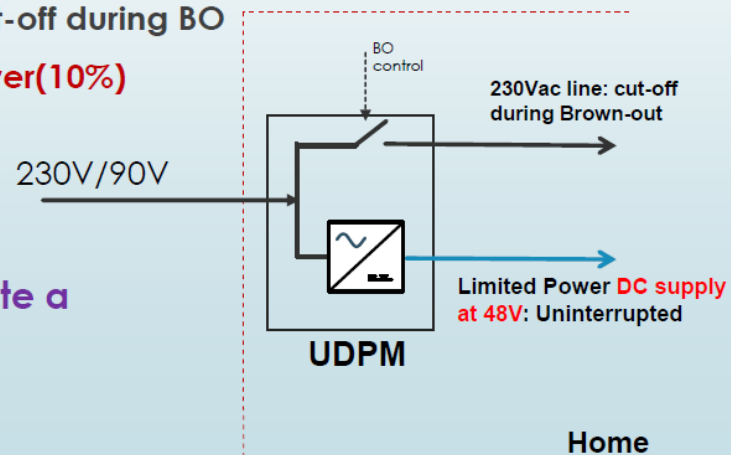 t-off during BO
ver(10%)
BO
control
230Vac line: cut-off
during Brown-out
230V/90V
te a
Limited Power DC supply
at 48V: Uninterrupted
UDPM
Home